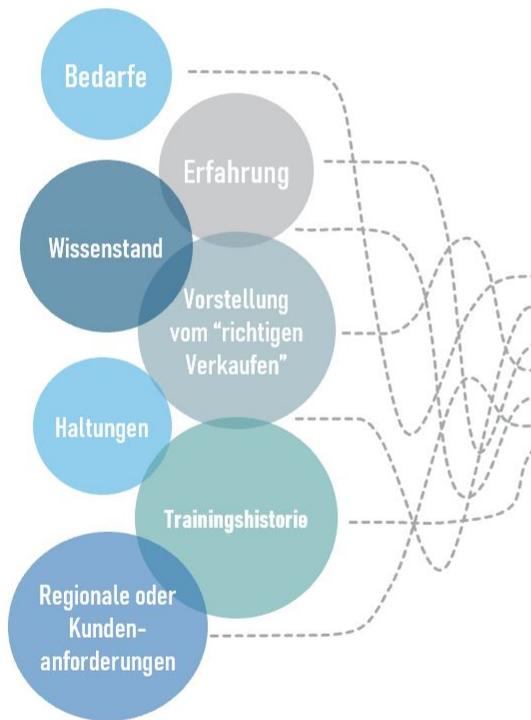 Bedarfe
Erfahrung
Wissenstand
Vorstellung
vom “richtigen
Verkaufen”
Haltungen
Trainingshistorie
Regionale oder
Kunden-
anforderungen